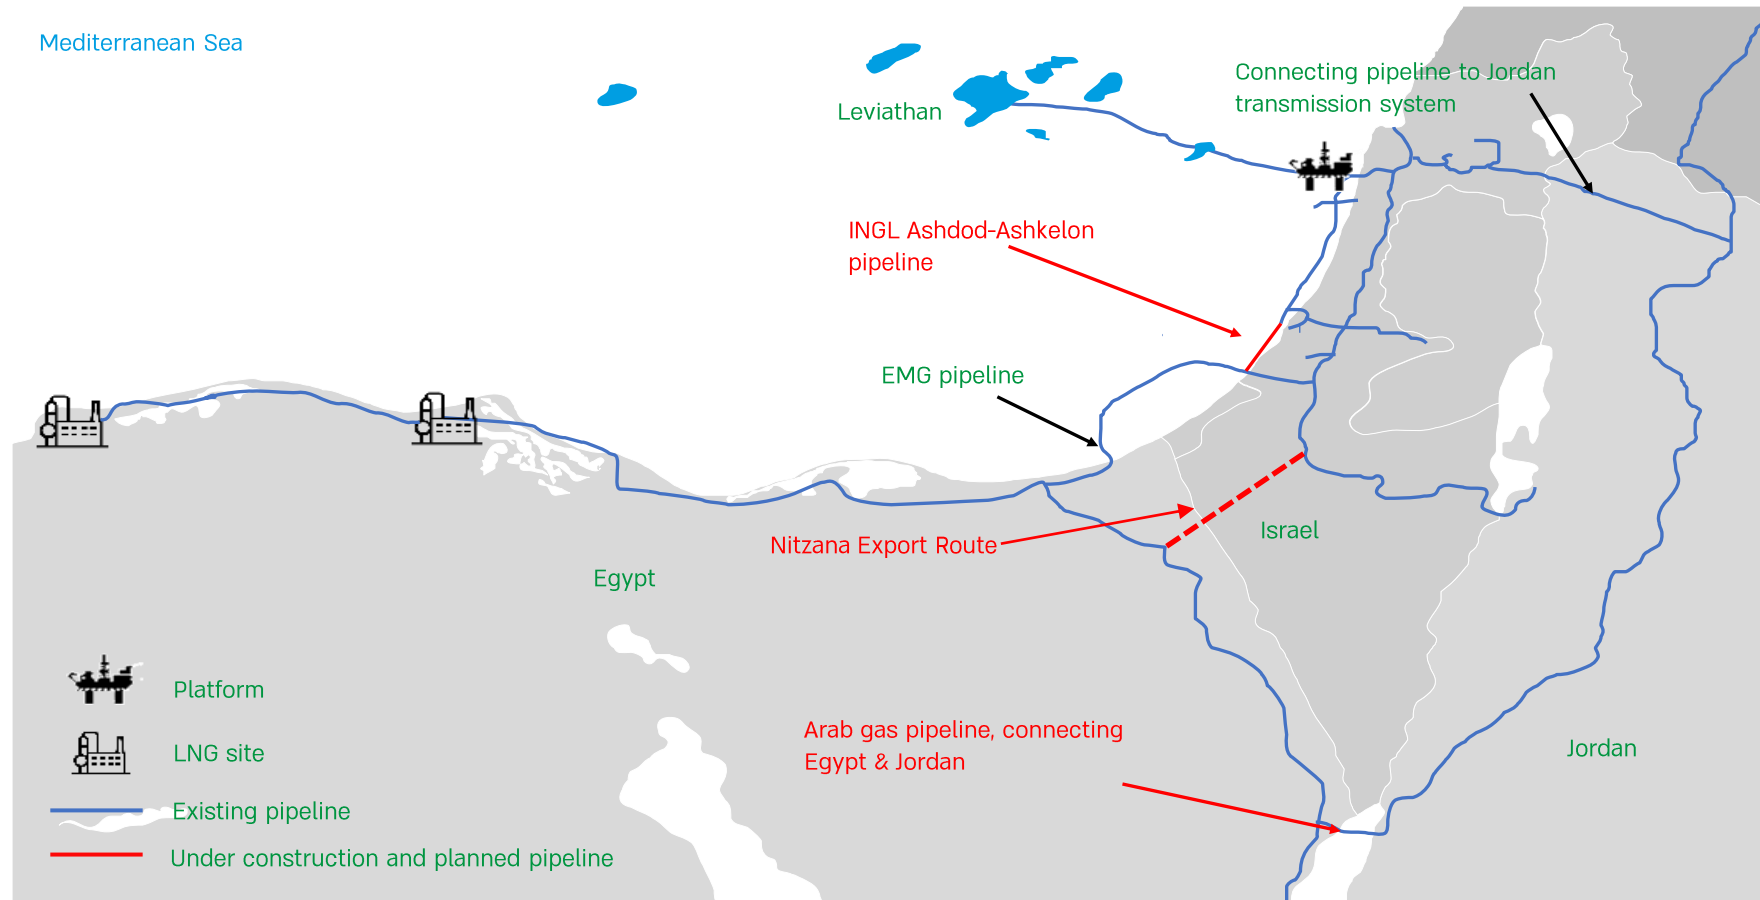 Mediterranean Sea
Connecting pipeline to Jordan
transmission system
Leviathan
INGL Ashdod-Ashkelon
pipeline
EMG pipeline
Nitzana Export Route
Israel
Egypt
Platform
Arab gas pipeline, connecting
Egypt & Jordan
Jordan
LNG site
Existing pipeline
Under construction and planned pipeline